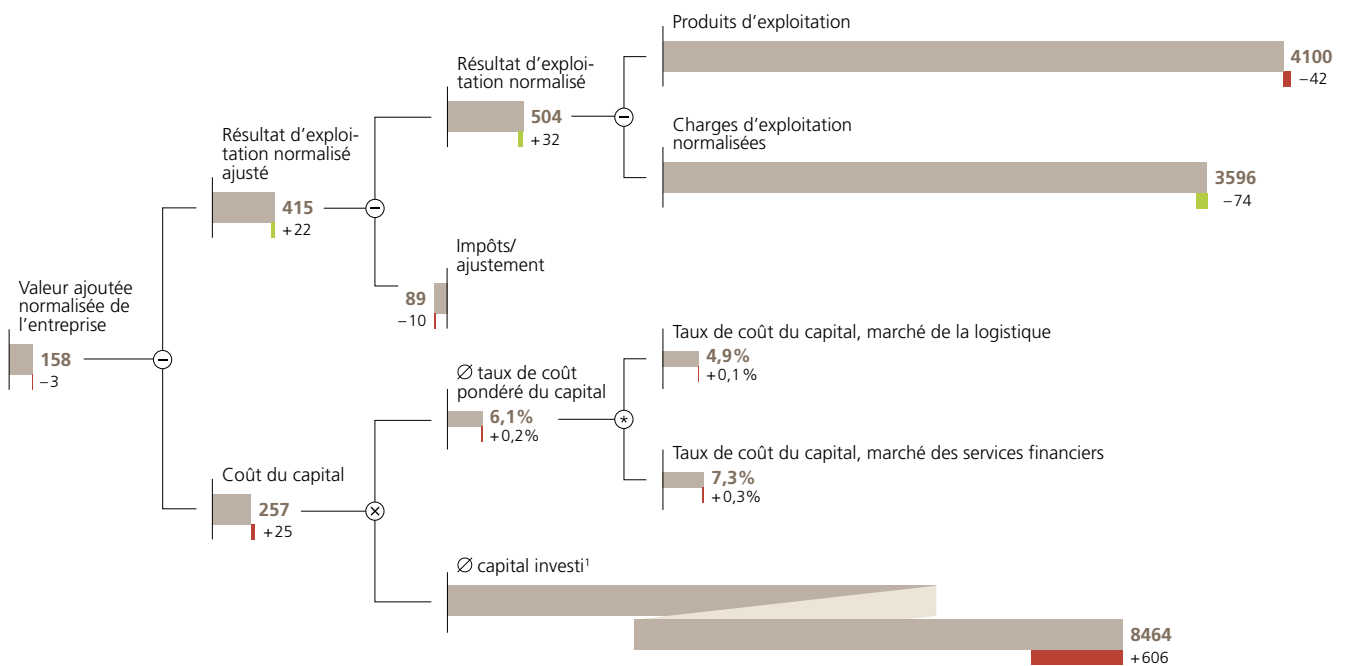 Produits d'exploitation
4100
–42
Résultat d'exploi-
tation normalisé
504
+32
Charges d'exploitation
normalisées
3596
–74
Résultat d'exploi-
tation normalisé
ajusté
415
+22
Impôts/
ajustement
89
–10
Valeur ajoutée
normalisée de
l'entreprise
158
–3
Taux de coût du capital, marché de la logistique
4,9%
+0,1%
Ø taux de coût
pondéré du capital
6,1%
+0,2%
Taux de coût du capital, marché des services financiers
7,3%
+0,3%
Coût du capital
257
+25
Ø capital investi¹
8464
+606